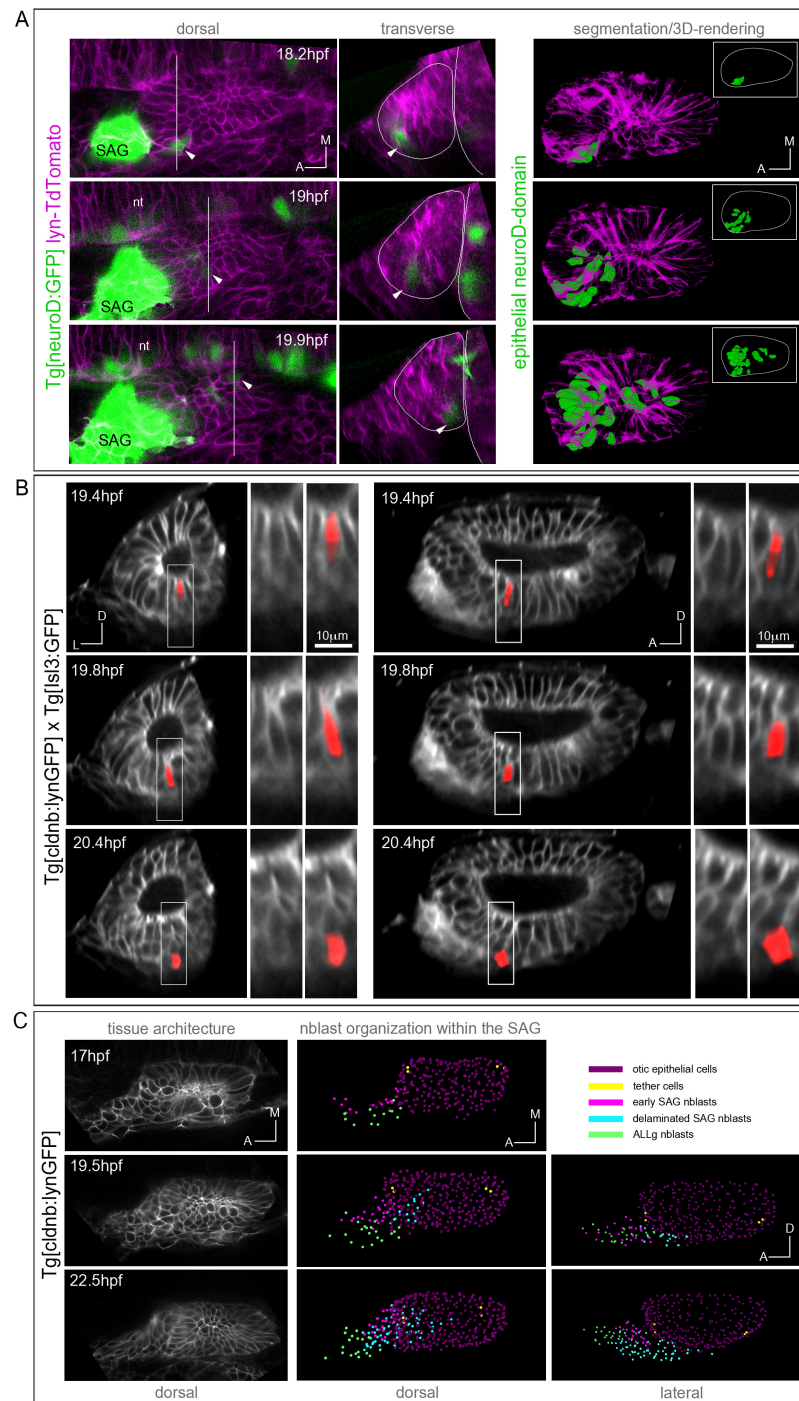 A
dorsal
transverse
segmentation/3D-rendering
Tg[neuroD:GFP] lyn-TdTomato
epithelial neuroD-domain
18.2hpf
SAG
A
M
M
A
19hpf
nt
SAG
19.9hpf
nt
SAG
B
Tg[cldnb:lynGFP] x Tg[Isl3:GFP]
19.4hpf
D
L
10µm
19.4hpf
D
A
10µm
19.8hpf
19.8hpf
20.4hpf
20.4hpf
C
tissue architecture
nblast organization within the SAG
Tg[cldnb:lynGFP]
17hpf
M
A
M
A
otic epithelial cells
tether cells
early SAG nblasts
delaminated SAG nblasts
ALLg nblasts
19.5hpf
D
A
22.5hpf
dorsal
dorsal
lateral